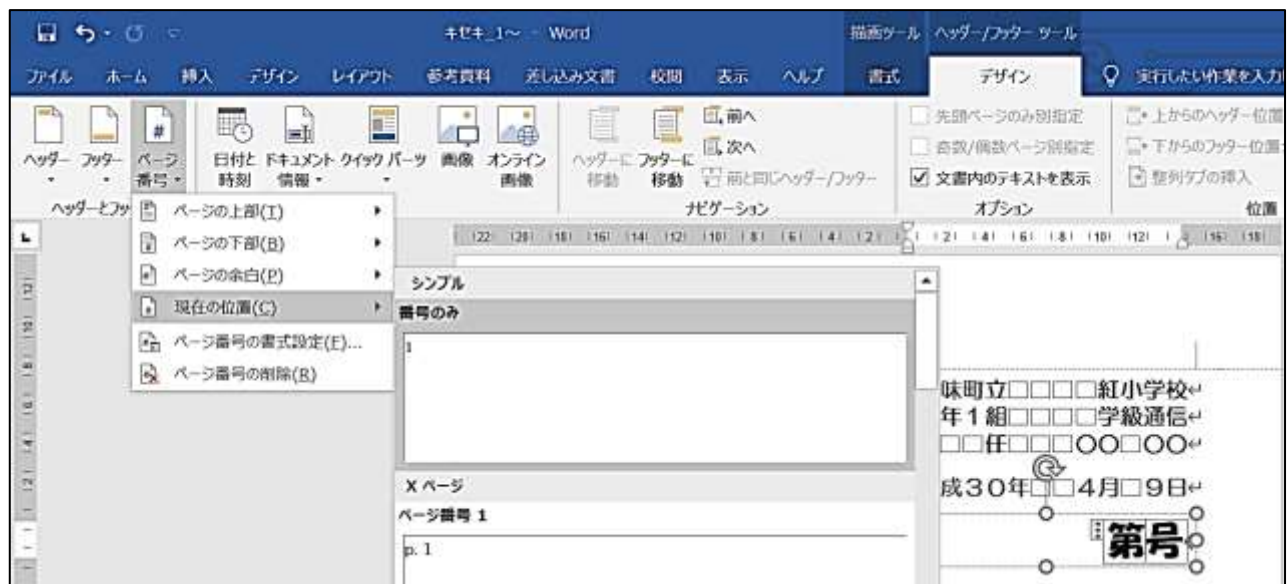 キセキ_1～ - Word 描画ツール ヘッダー/フッター ツール
ファイル ホーム 挿入 デザイン レイアウト 参考資料 差し込み文書 校閲 表示 ヘルプ 書式 デザイン 実行したい作業を入力
ヘッダー フッター ページ番号 日付と時刻 ドキュメント情報 クイック パーツ 画像 オンライン画像 ヘッダーに移動 フッターに移動
前へ
次へ
前と同じヘッダー/フッター
先頭ページのみ別指定
奇数/偶数ページ別指定
文書内のテキストを表示
上からのヘッダー位置
下からのフッター位置:
整列タブの挿入
ヘッダーとフッ ナビゲーション オプション 位置
ページの上部(T)
ページの下部(B)
ページの余白(P)
現在の位置(C)
ページ番号の書式設定(F)...
ページ番号の削除(R)
シンプル
番号のみ
1
X ページ
ページ番号 1
p. 1
味町立□□□□紅小学校
年1組□□□□学級通信
□□任□□□○○□○○
成30年□□4月□9日
第号